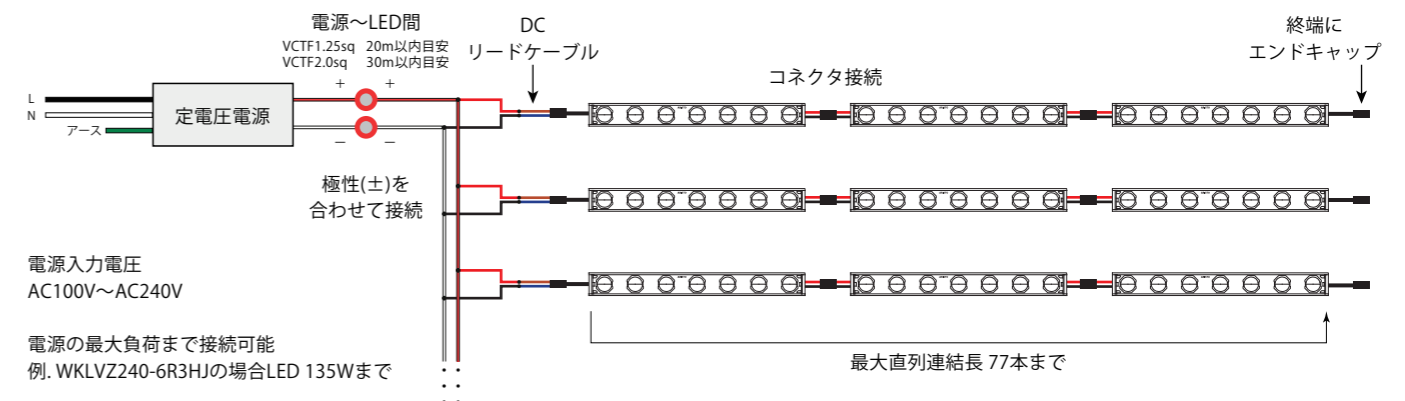 電源～LED間
VCTF1.25sq 20m以内目安
VCTF2.0sq 30m以内目安
＋ ＋
DC
リードケーブル
コネクタ接続
終端に
エンドキャップ
L
N
アース
定電圧電源
－ －
極性(±)を
合わせて接続
電源入力電圧
AC100V～AC240V
電源の最大負荷まで接続可能
例. WKLVZ240-6R3HJの場合LED 135Wまで
最大直列連結長 77本まで